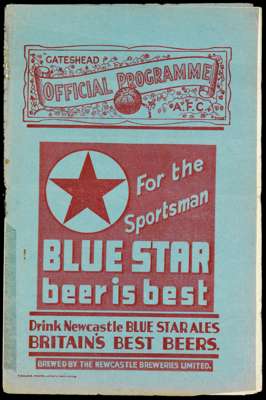 GATESHEAD
OFFICIAL PROGRAMME
A.F.C.
For the
Sportsman
BLUE STAR
beer is best
Drink Newcastle BLUE STAR ALES
BRITAIN'S BEST BEERS.
BREWED BY THE NEWCASTLE BREWERIES LIMITED.